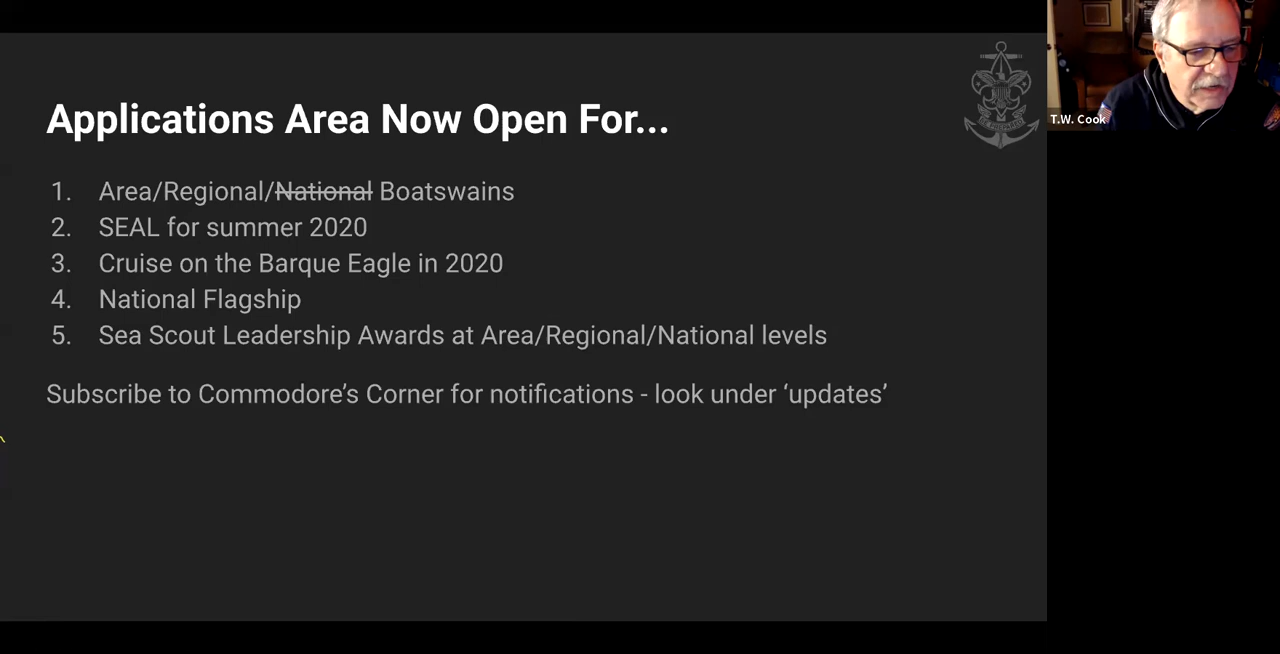 Applications Area Now Open For...
1. Area/Regional/National Boatswains
2. SEAL for summer 2020
3. Cruise on the Barque Eagle in 2020
4. National Flagship
5. Sea Scout Leadership Awards at Area/Regional/National levels
Subscribe to Commodore’s Corner for notifications - look under ‘updates’
T.W. Cook